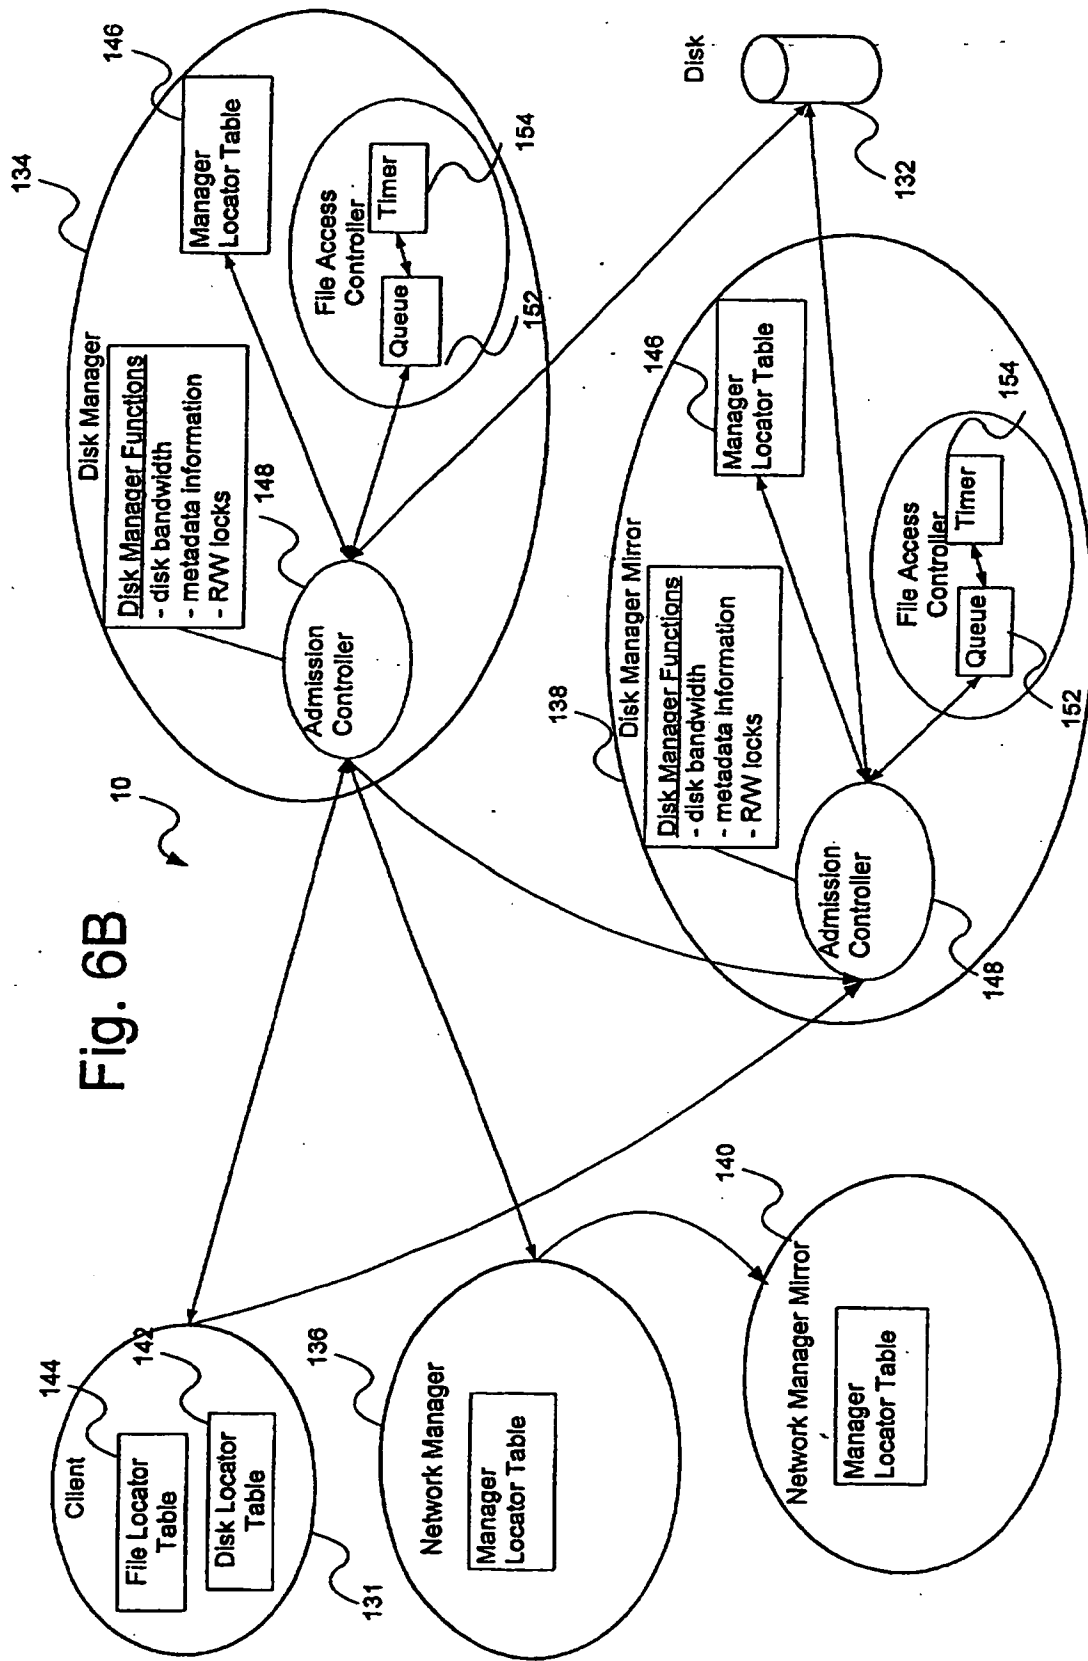 Fig. 6B
10
Client
144
File Locator
Table
142
Disk Locator
Table
131
136
Network Manager
Manager
Locator Table
140
Network Manager Mirror
Manager
Locator Table
134
Disk Manager
Disk Manager Functions
- disk bandwidth
- metadata information
- R/W locks
148
Admission
Controller
146
Manager
Locator Table
File Access
Controller
Queue
Timer
152
154
138
Disk Manager Mirror
Disk Manager Functions
- disk bandwidth
- metadata information
- R/W locks
Admission
Controller
148
146
Manager
Locator Table
File Access
Controller
Queue
Timer
152
154
Disk
132